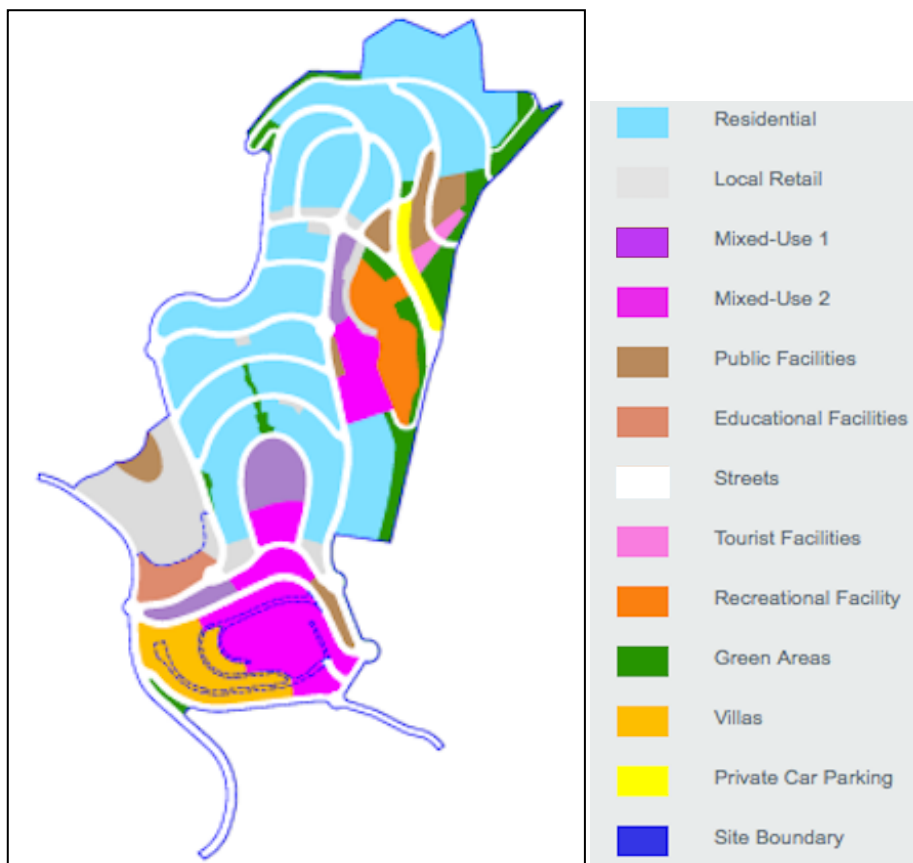 Residential
Local Retail
Mixed-Use 1
Mixed-Use 2
Public Facilities
Educational Facilities
Streets
Tourist Facilities
Recreational Facility
Green Areas
Villas
Private Car Parking
Site Boundary